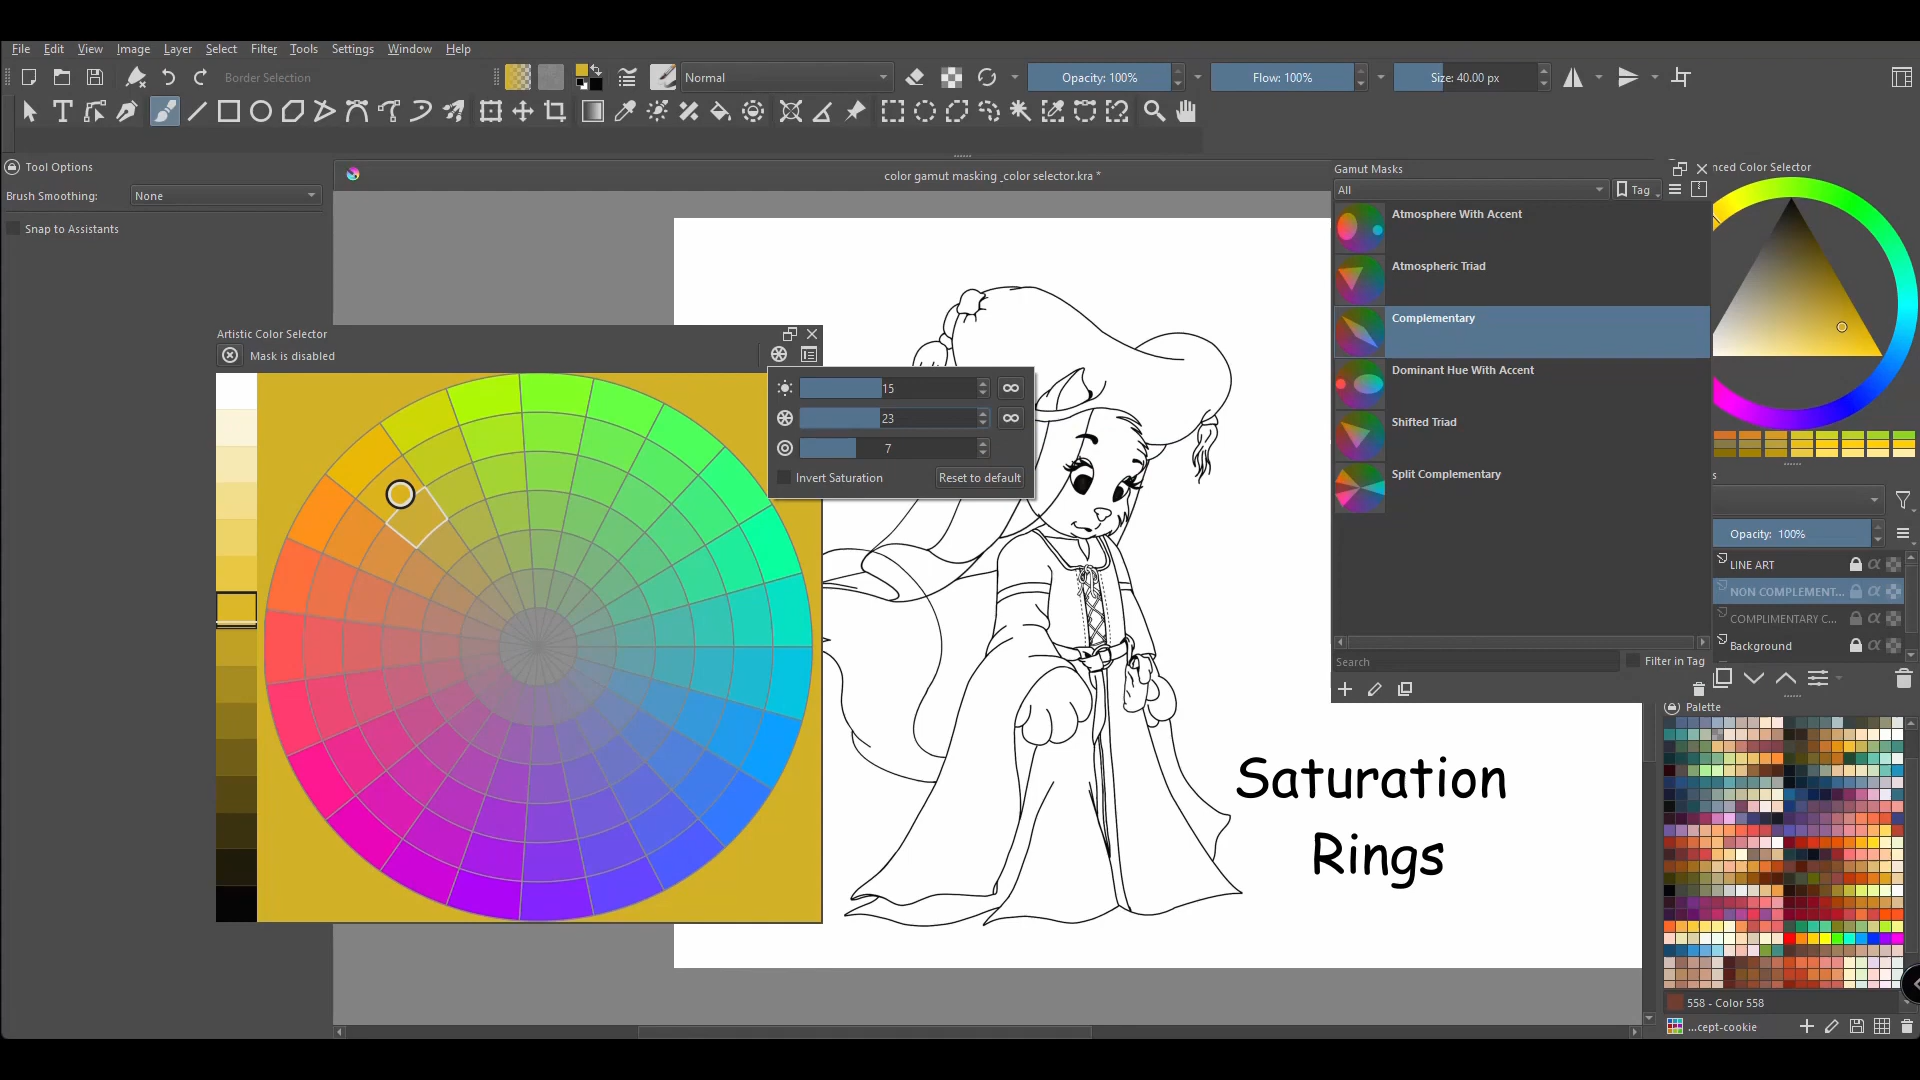 File Edit View Image Layer Select Filter Tools Settings Window Help
Border Selection
Normal
Opacity: 100%
Flow: 100%
Size: 40.00 px
Tool Options
Brush Smoothing: None
Snap to Assistants
color gamut masking _color selector.kra *
Artistic Color Selector
Mask is disabled
15
23
7
Invert Saturation
Reset to default
Gamut Masks
All
Tag
Atmosphere With Accent
Atmospheric Triad
Complementary
Dominant Hue With Accent
Shifted Triad
Split Complementary
Search
Filter in Tag
nced Color Selector
s
Opacity: 100%
LINE ART
NON COMPLEMENT...
COMPLIMENTARY C...
Background
Palette
558 - Color 558
...cept-cookie
Saturation
Rings